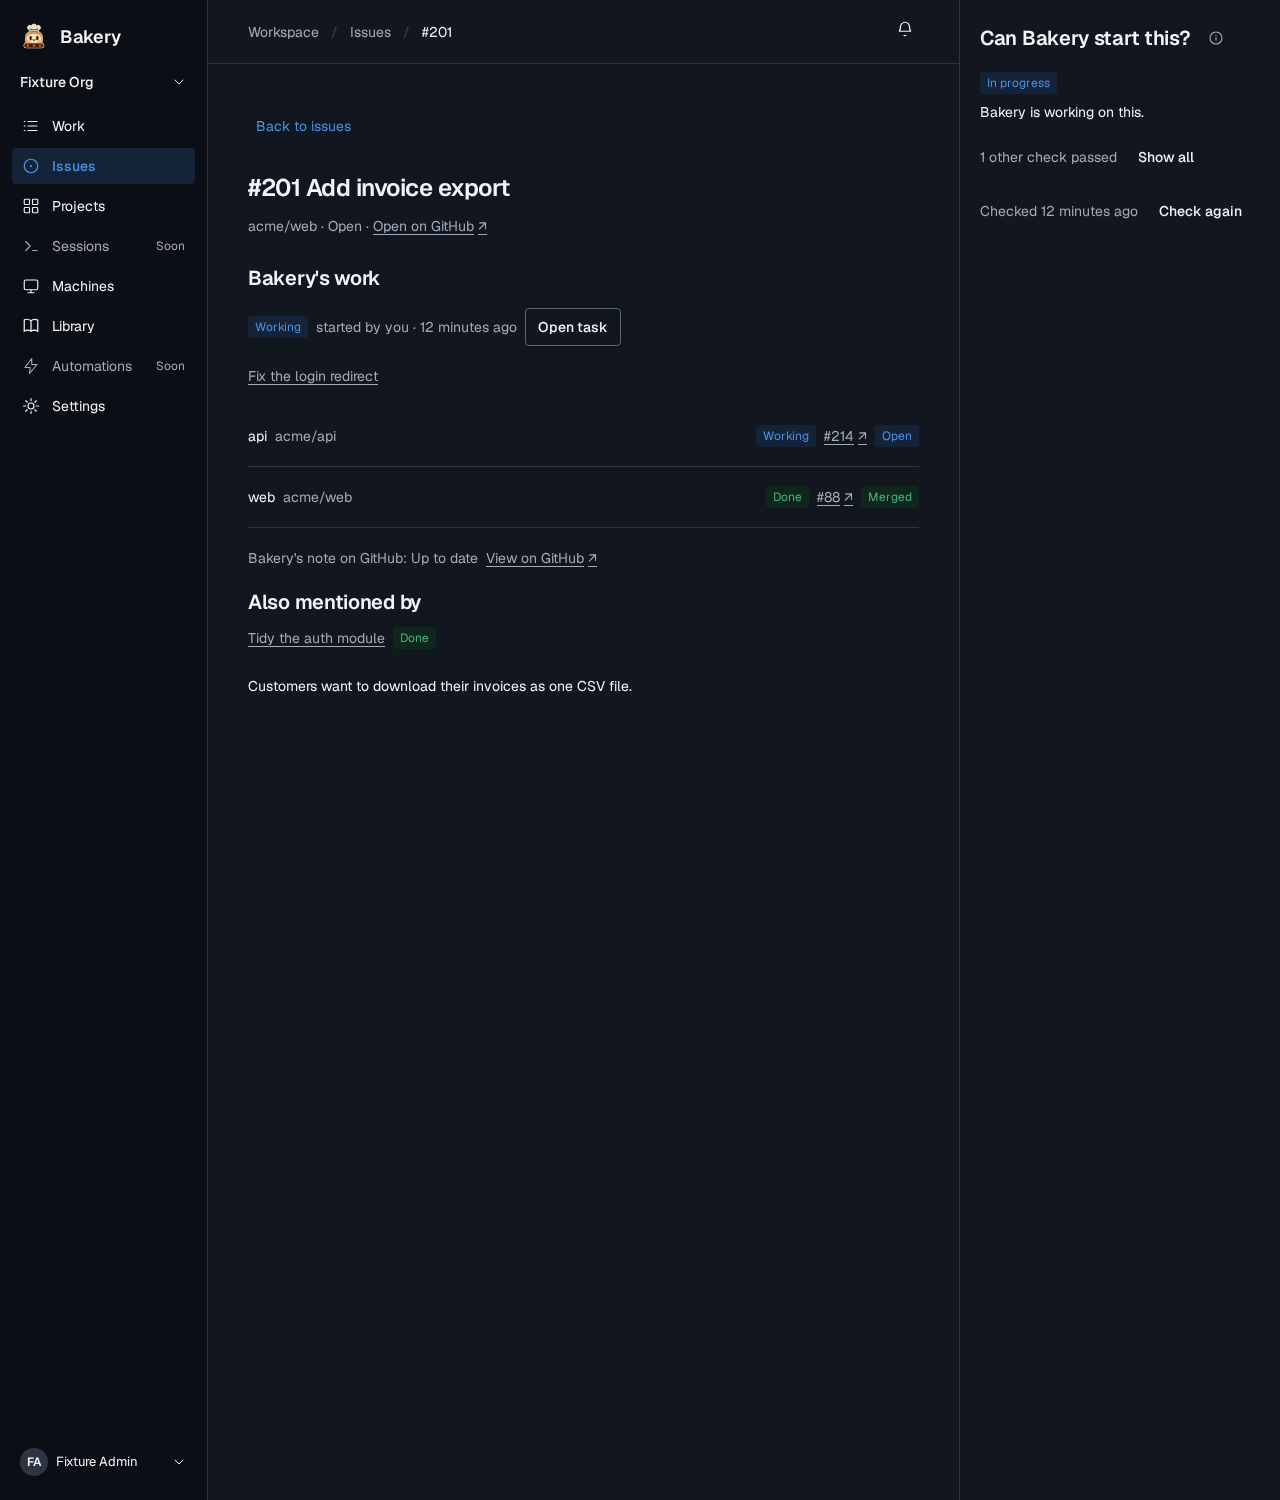 Bakery
Fixture Org
Work
Issues
Projects
Sessions Soon
Machines
Library
Automations Soon
Settings
FA Fixture Admin
Workspace / Issues / #201
Back to issues
#201 Add invoice export
acme/web · Open · Open on GitHub ↗
Bakery's work
Working started by you · 12 minutes ago Open task
Fix the login redirect
api acme/api Working #214 ↗ Open
web acme/web Done #88 ↗ Merged
Bakery's note on GitHub: Up to date View on GitHub ↗
Also mentioned by
Tidy the auth module Done
Customers want to download their invoices as one CSV file.
Can Bakery start this?
In progress
Bakery is working on this.
1 other check passed Show all
Checked 12 minutes ago Check again